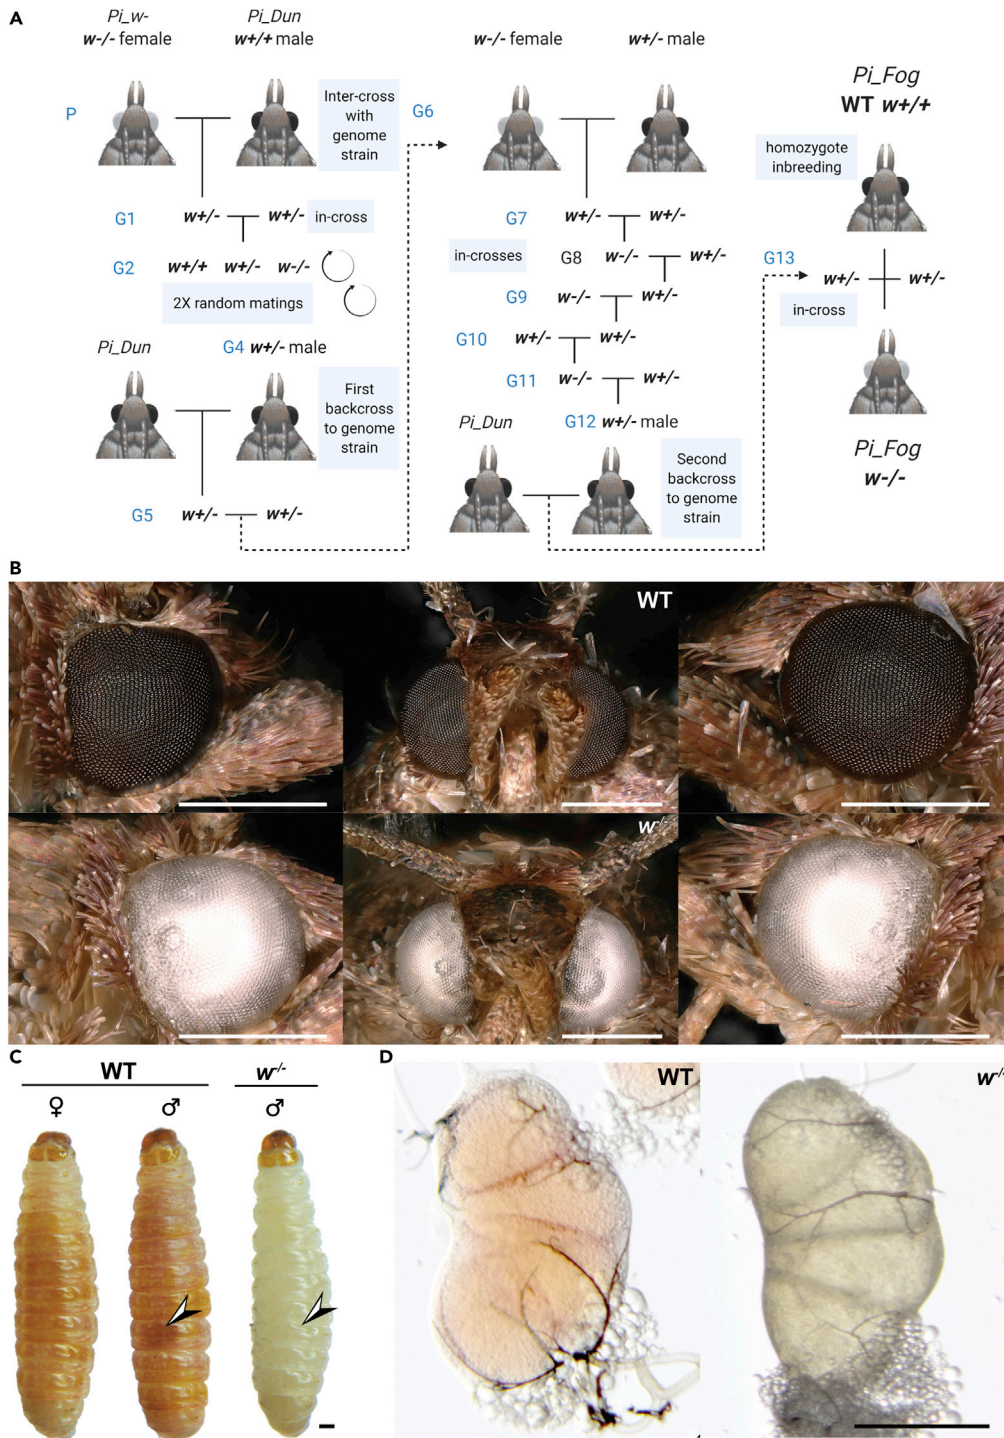 A
Pi_w-
w-/- female
Pi_Dun
w+/+ male
P
Inter-cross
with
genome
strain
G1
w+/-
w+/-
in-cross
G2
w+/+
w+/-
w-/-
2X random matings
Pi_Dun
G4 w+/- male
First
backcross
to genome
strain
G5
w+/-
w+/-
w-/- female
w+/- male
G6
G7
w+/-
w+/-
in-crosses
G8
w-/-
w+/-
G9
w-/-
w+/-
G10
w+/-
w+/-
G11
w-/-
w+/-
G12 w+/- male
Pi_Dun
Second
backcross
to genome
strain
Pi_Fog
WT w+/+
homozygote
inbreeding
G13
w+/-
w+/-
in-cross
Pi_Fog
w-/-
B
WT
w-/-
C
WT
w-/-
♀
♂
♂
D
WT
w-/-